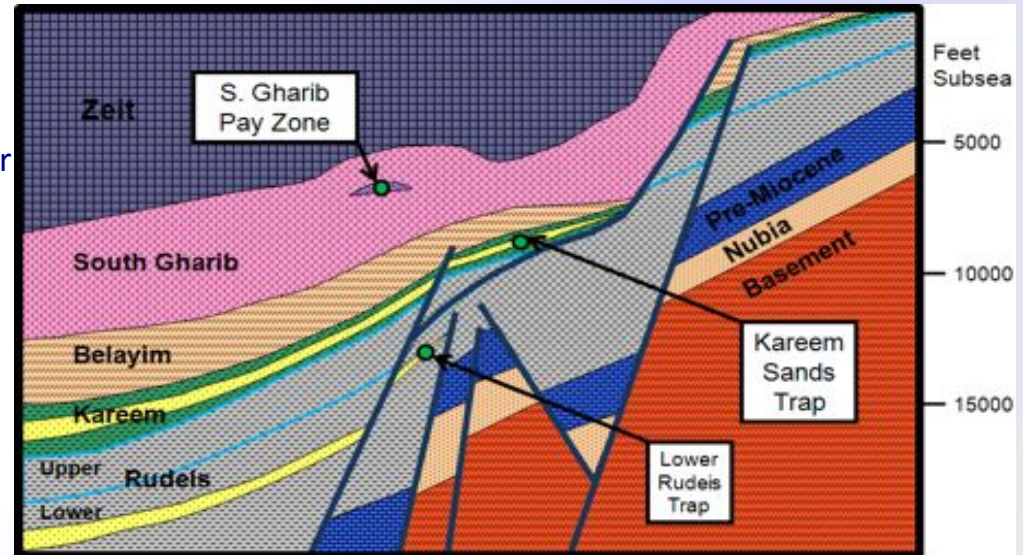 Zeit
S. Gharib
Pay Zone
Feet
Subsea
5000
r
Pre-Miocene
Nubia
Basement
South Gharib
10000
Belayim
Kareem
Sands
Trap
Kareem
15000
Upper
Rudeis
Lower
Lower
Rudeis
Trap